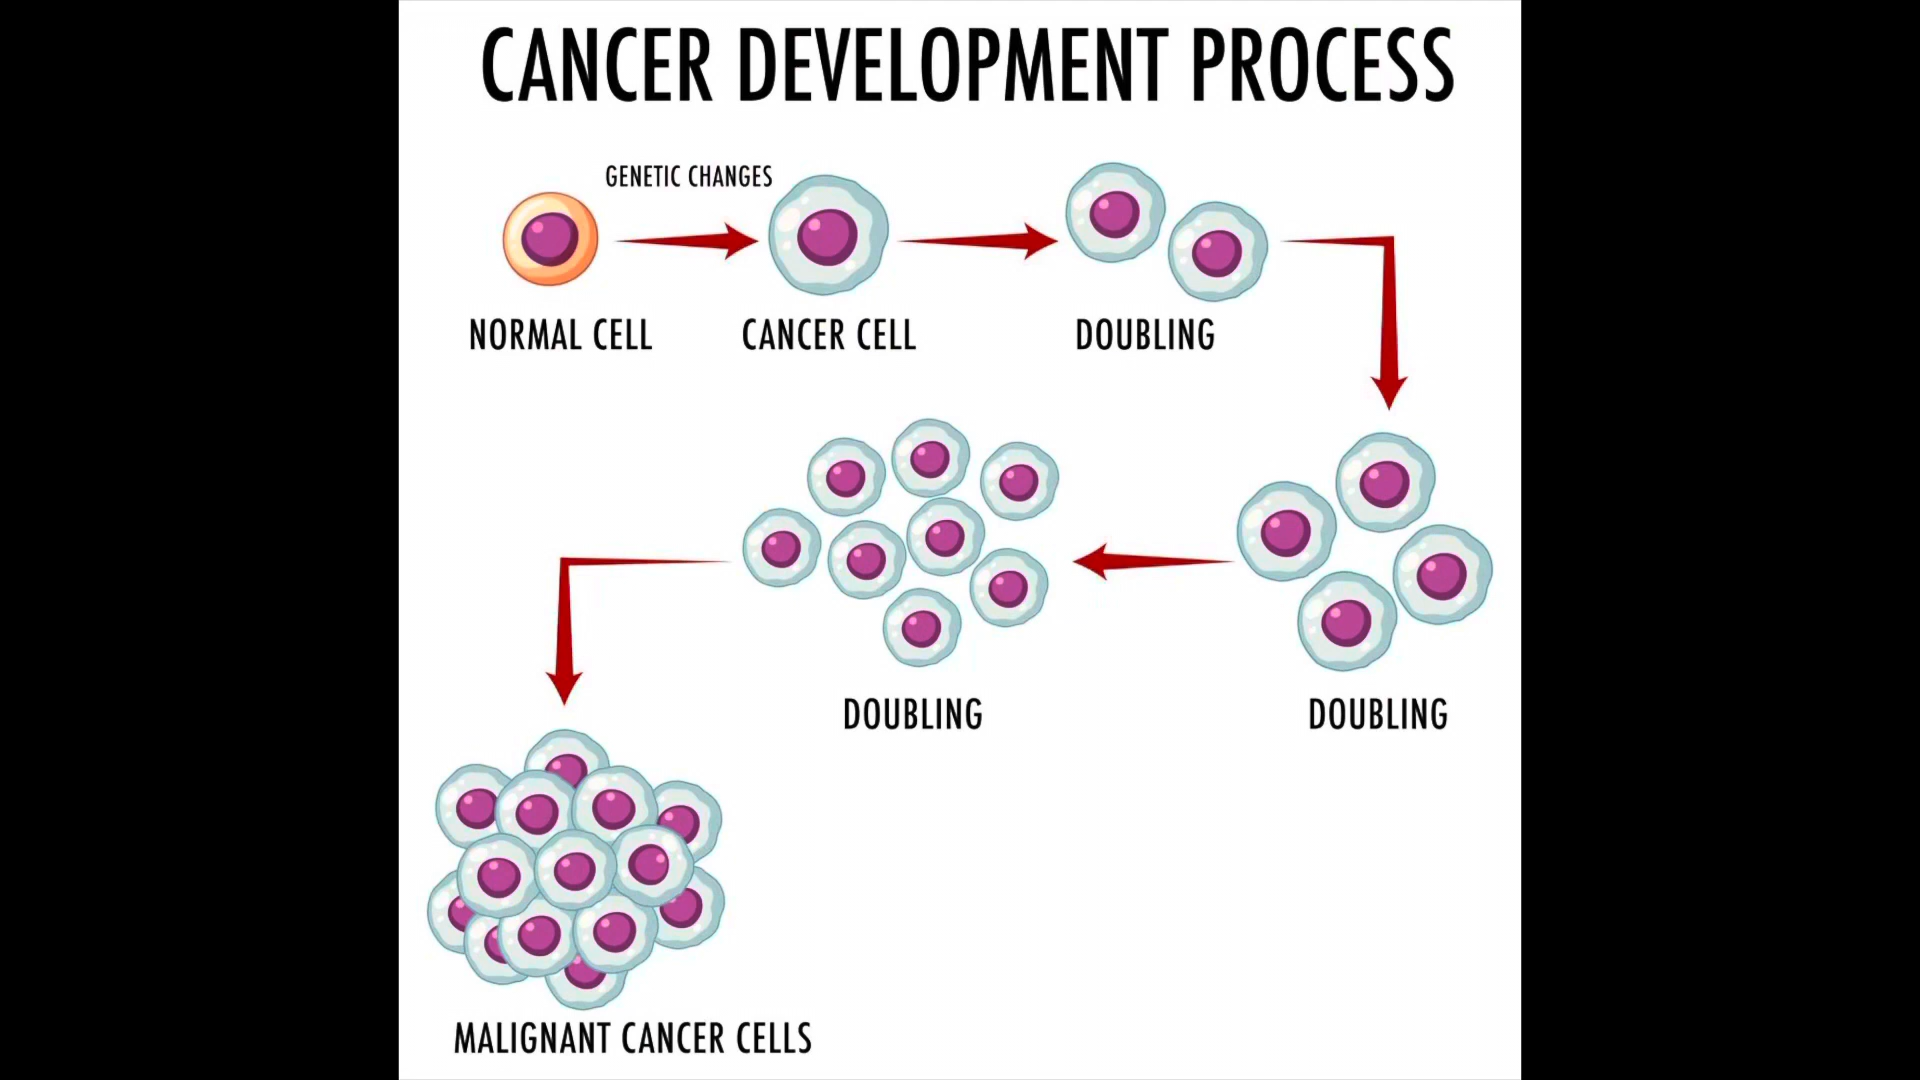 CANCER DEVELOPMENT PROCESS
GENETIC CHANGES
NORMAL CELL
CANCER CELL
DOUBLING
DOUBLING
DOUBLING
MALIGNANT CANCER CELLS